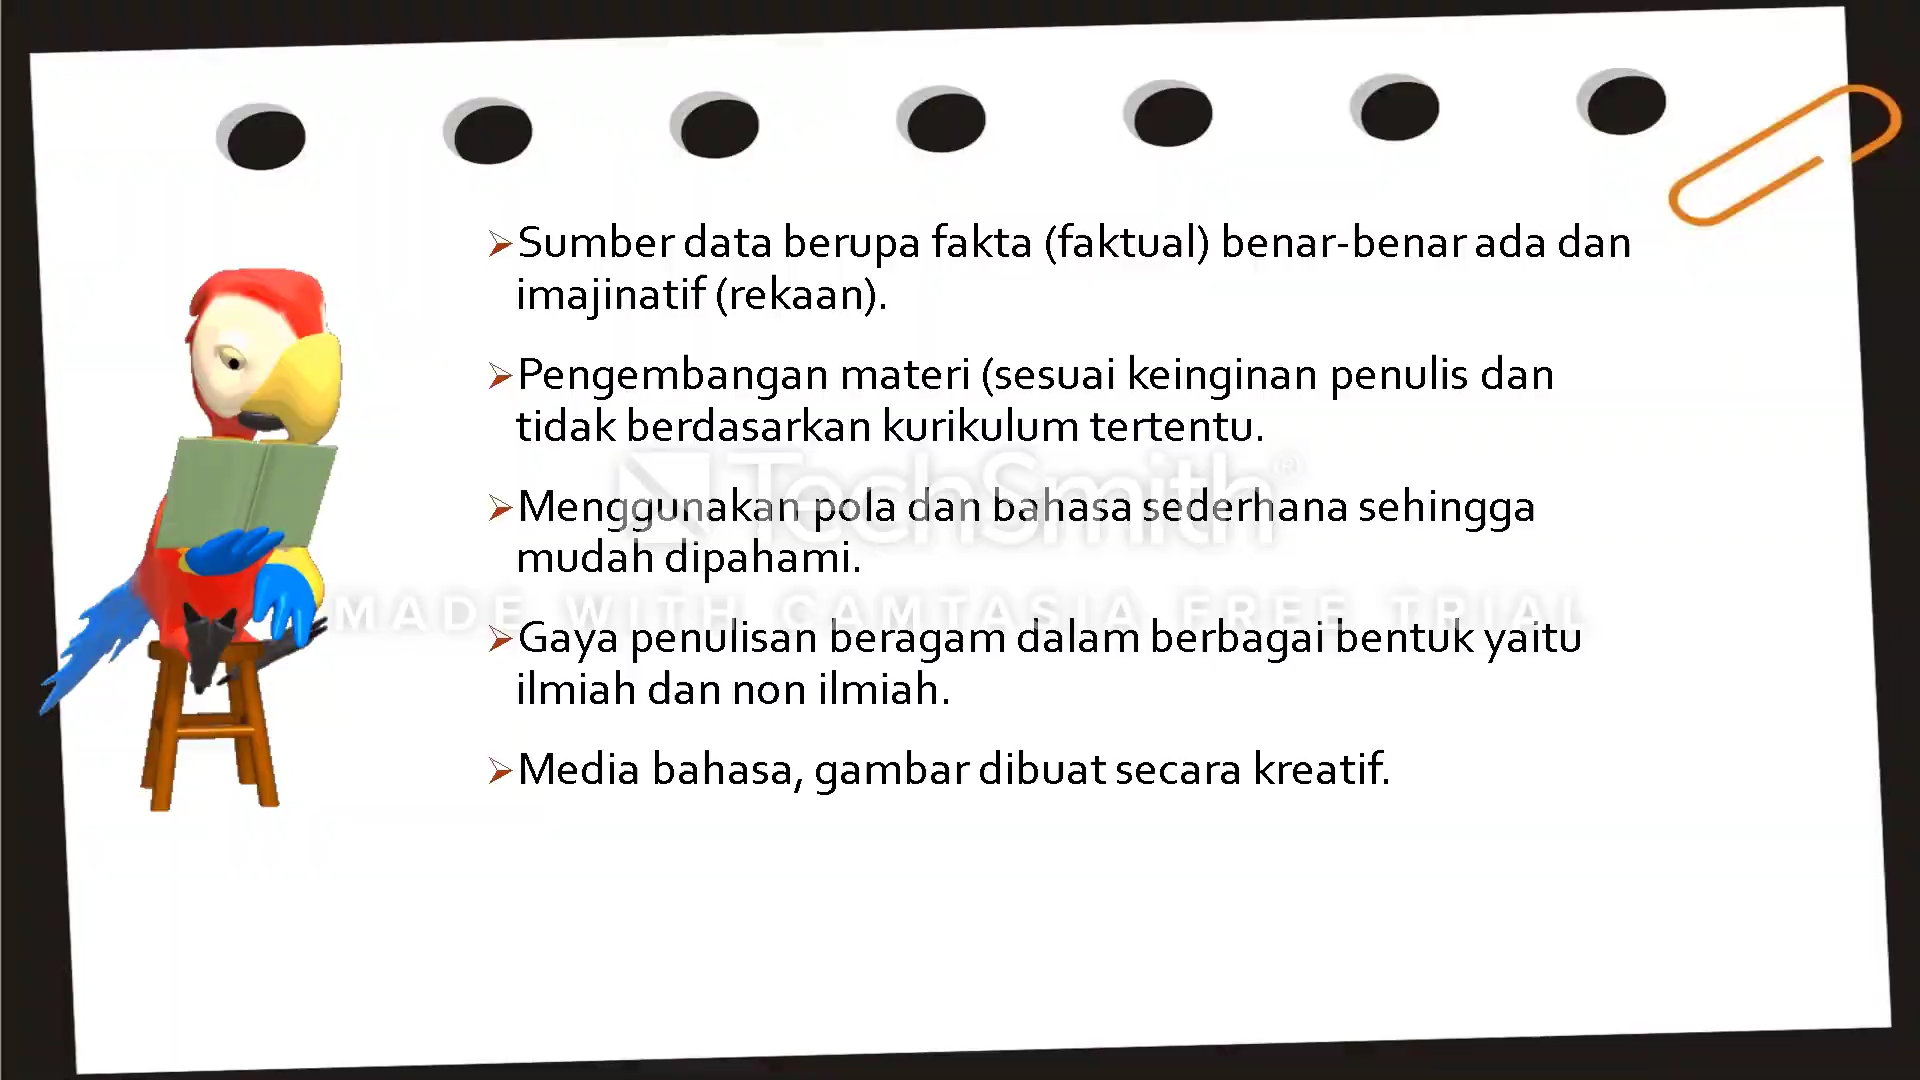 Sumber data berupa fakta (faktual) benar-benar ada dan
imajinatif (rekaan).
Pengembangan materi (sesuai keinginan penulis dan
tidak berdasarkan kurikulum tertentu.
TechSmith®
Menggunakan pola dan bahasa sederhana sehingga
mudah dipahami.
MADE WITH CAMTASIA FREE TRIAL
Gaya penulisan beragam dalam berbagai bentuk yaitu
ilmiah dan non ilmiah.
Media bahasa, gambar dibuat secara kreatif.